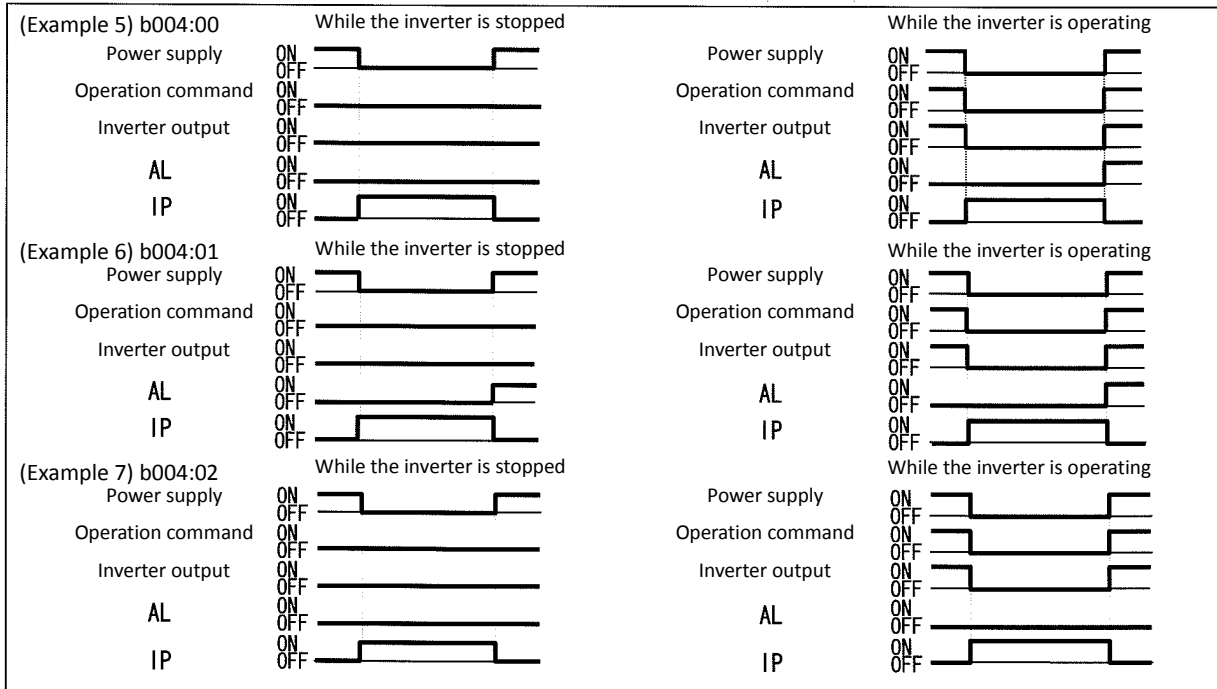 (Example 5) b004:00
While the inverter is stopped
Power supply
ON
OFF
Operation command
ON
OFF
Inverter output
ON
OFF
AL
ON
OFF
IP
ON
OFF
While the inverter is operating
Power supply
ON
OFF
Operation command
ON
OFF
Inverter output
ON
OFF
AL
ON
OFF
IP
ON
OFF
(Example 6) b004:01
While the inverter is stopped
Power supply
ON
OFF
Operation command
ON
OFF
Inverter output
ON
OFF
AL
ON
OFF
IP
ON
OFF
While the inverter is operating
Power supply
ON
OFF
Operation command
ON
OFF
Inverter output
ON
OFF
AL
ON
OFF
IP
ON
OFF
(Example 7) b004:02
While the inverter is stopped
Power supply
ON
OFF
Operation command
ON
OFF
Inverter output
ON
OFF
AL
ON
OFF
IP
ON
OFF
While the inverter is operating
Power supply
ON
OFF
Operation command
ON
OFF
Inverter output
ON
OFF
AL
ON
OFF
IP
ON
OFF